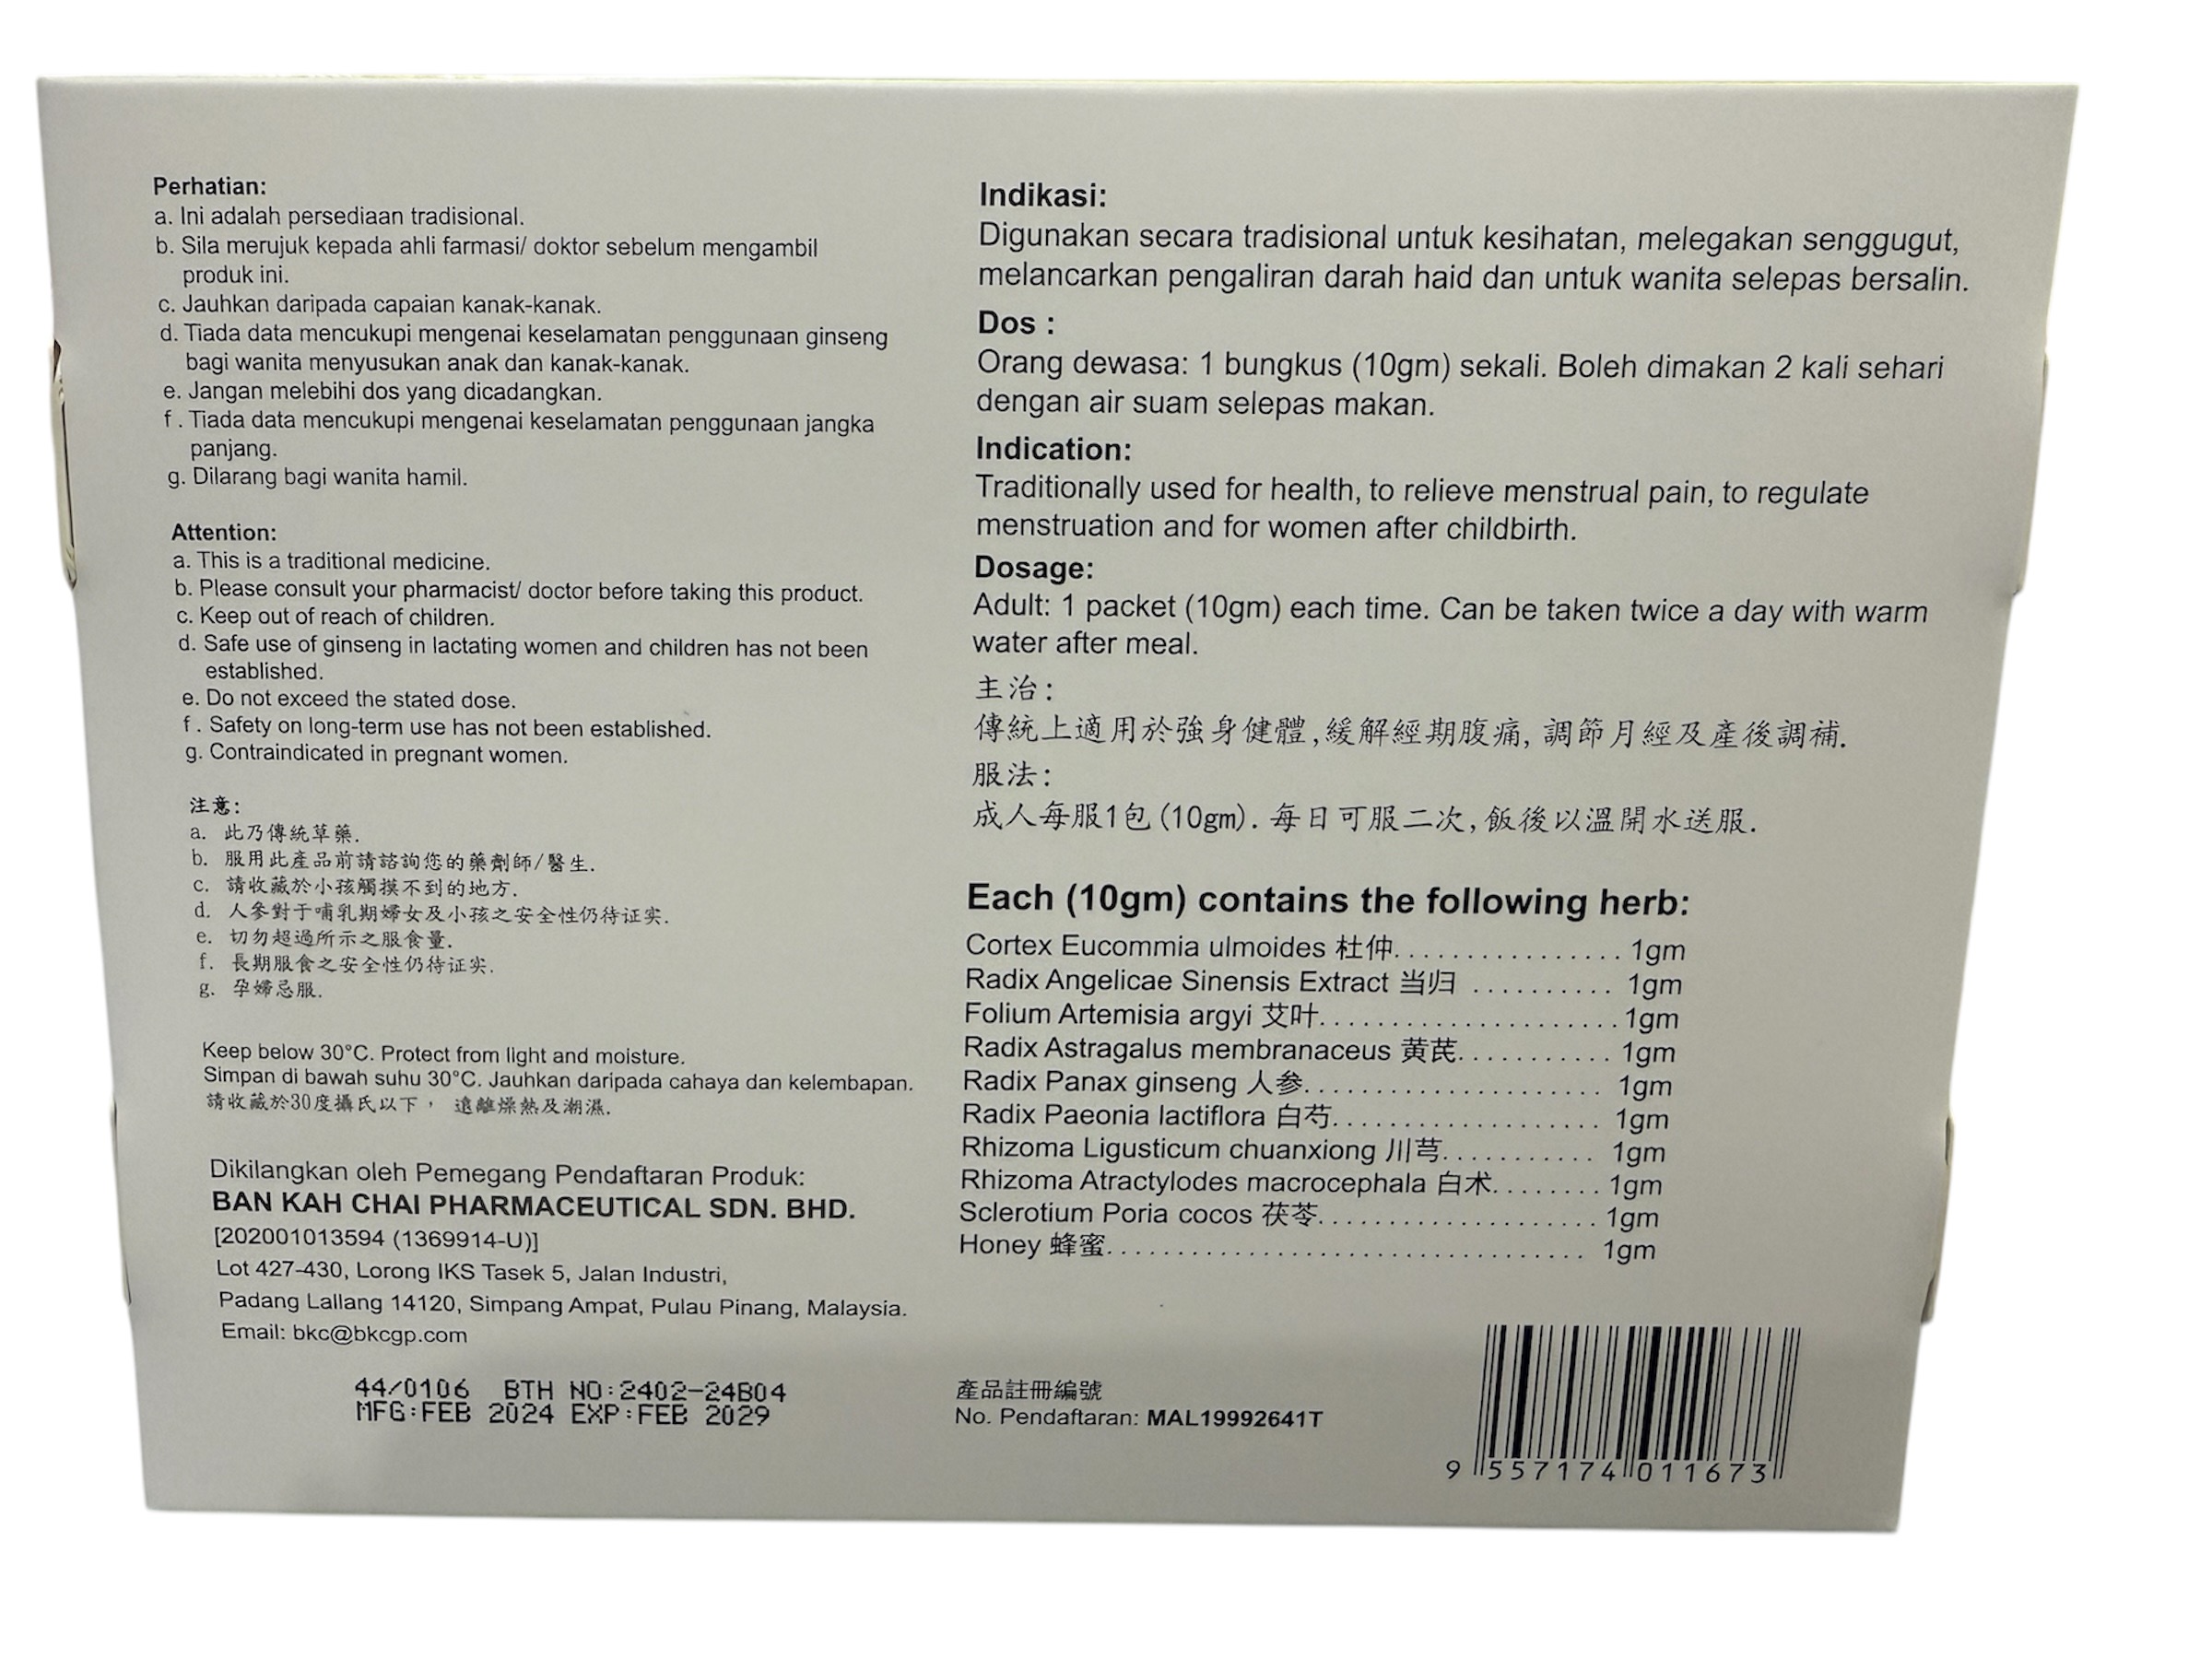 Perhatian:
a. Ini adalah persediaan tradisional.
b. Sila merujuk kepada ahli farmasi/ doktor sebelum mengambil
produk ini.
c. Jauhkan daripada capaian kanak-kanak.
d. Tiada data mencukupi mengenai keselamatan penggunaan ginseng
bagi wanita menyusukan anak dan kanak-kanak.
e. Jangan melebihi dos yang dicadangkan.
f . Tiada data mencukupi mengenai keselamatan penggunaan jangka
panjang.
g. Dilarang bagi wanita hamil.
Attention:
a. This is a traditional medicine.
b. Please consult your pharmacist/ doctor before taking this product.
c. Keep out of reach of children.
d. Safe use of ginseng in lactating women and children has not been
established.
e. Do not exceed the stated dose.
f . Safety on long-term use has not been established.
g. Contraindicated in pregnant women.
注意:
a. 此乃傳統草藥.
b. 服用此產品前請諮詢您的藥劑師/醫生.
c. 請收藏於小孩觸摸不到的地方.
d. 人參對于哺乳期婦女及小孩之安全性仍待证实.
e. 切勿超過所示之服食量.
f. 長期服食之安全性仍待证实.
g. 孕婦忌服.
Keep below 30°C. Protect from light and moisture.
Simpan di bawah suhu 30°C. Jauhkan daripada cahaya dan kelembapan.
請收藏於30度攝氏以下， 遠離燥熱及潮濕.
Dikilangkan oleh Pemegang Pendaftaran Produk:
BAN KAH CHAI PHARMACEUTICAL SDN. BHD.
[202001013594 (1369914-U)]
Lot 427-430, Lorong IKS Tasek 5, Jalan Industri,
Padang Lallang 14120, Simpang Ampat, Pulau Pinang, Malaysia.
Email: bkc@bkcgp.com
44/0106 BTH NO:2402-24B04
MFG:FEB 2024 EXP:FEB 2029
Indikasi:
Digunakan secara tradisional untuk kesihatan, melegakan senggugut,
melancarkan pengaliran darah haid dan untuk wanita selepas bersalin.
Dos :
Orang dewasa: 1 bungkus (10gm) sekali. Boleh dimakan 2 kali sehari
dengan air suam selepas makan.
Indication:
Traditionally used for health, to relieve menstrual pain, to regulate
menstruation and for women after childbirth.
Dosage:
Adult: 1 packet (10gm) each time. Can be taken twice a day with warm
water after meal.
主治:
傳統上適用於強身健體,緩解經期腹痛, 調節月經及產後調補.
服法:
成人每服1包(10gm). 每日可服二次, 飯後以溫開水送服.
Each (10gm) contains the following herb:
Cortex Eucommia ulmoides 杜仲................ 1gm
Radix Angelicae Sinensis Extract 当归 .......... 1gm
Folium Artemisia argyi 艾叶.....................1gm
Radix Astragalus membranaceus 黄芪........... 1gm
Radix Panax ginseng 人参..................... 1gm
Radix Paeonia lactiflora 白芍................... 1gm
Rhizoma Ligusticum chuanxiong 川芎........... 1gm
Rhizoma Atractylodes macrocephala 白术........ 1gm
Sclerotium Poria cocos 茯苓.................... 1gm
Honey 蜂蜜................................. 1gm
產品註冊編號
No. Pendaftaran: MAL19992641T
9 557174 011673